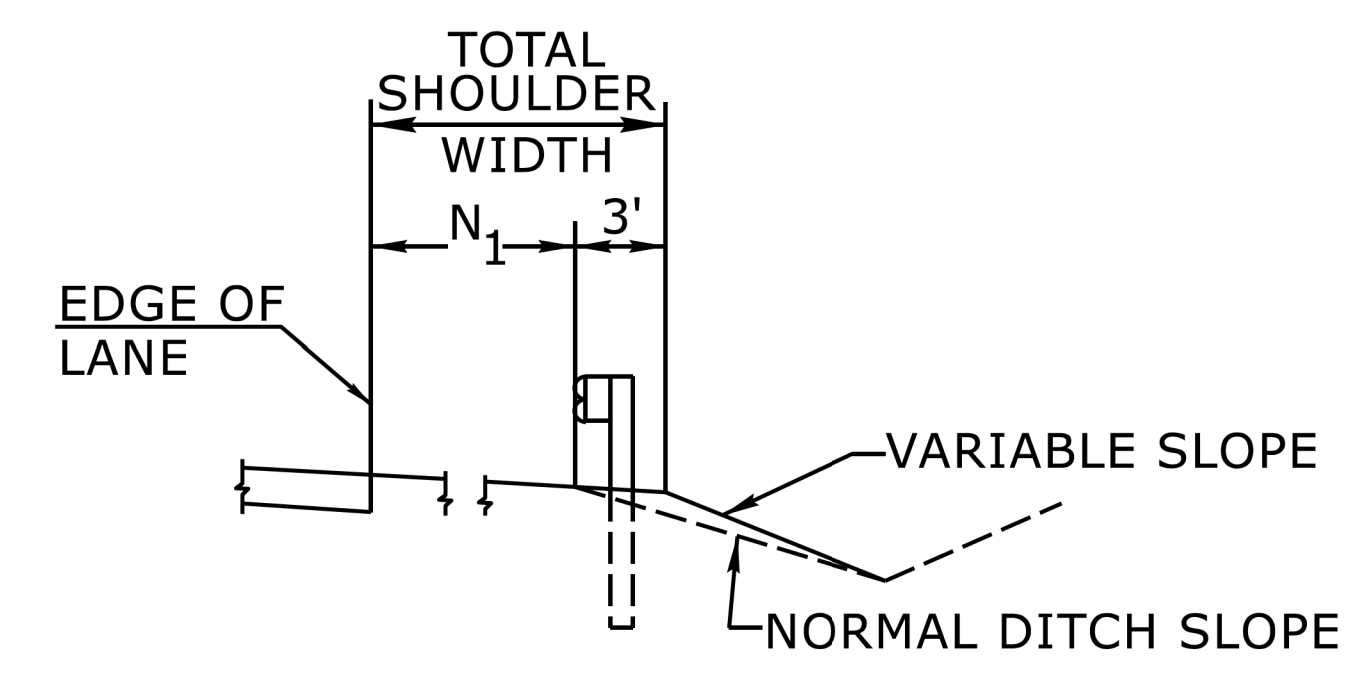 TOTAL
SHOULDER
WIDTH
N1
3'
EDGE OF
LANE
VARIABLE SLOPE
NORMAL DITCH SLOPE